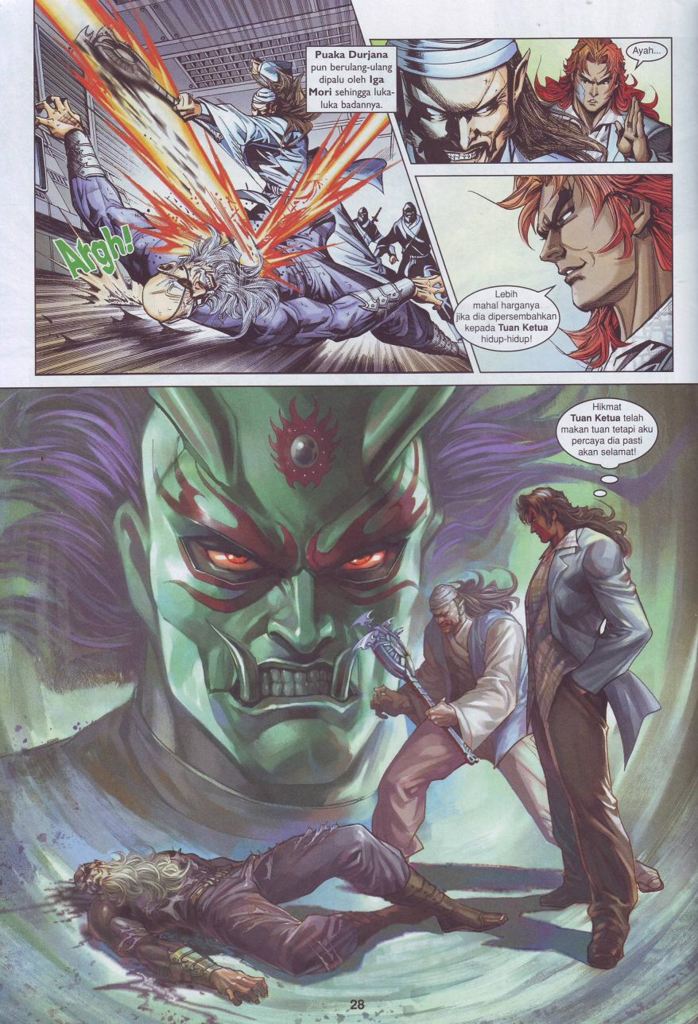 Puaka Durjana
pun berulang-ulang
dipalu oleh Iga
Mori sehingga luka-
luka badannya.
Ayah...
Argh!
Lebih
mahal harganya
jika dia dipersembahkan
kepada Tuan Ketua
hidup-hidup!
Hikmat
Tuan Ketua telah
makan tuan tetapi aku
percaya dia pasti
akan selamat!
28